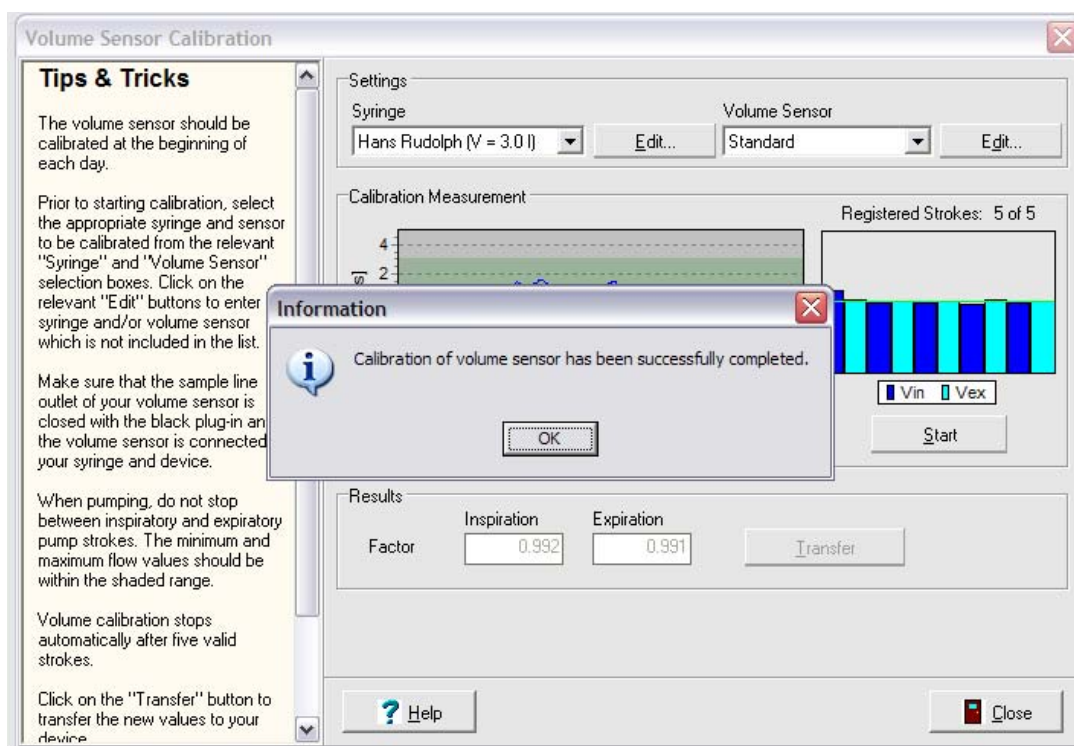 Volume Sensor Calibration
Tips & Tricks
The volume sensor should be
calibrated at the beginning of
each day.
Prior to starting calibration, select
the appropriate syringe and sensor
to be calibrated from the relevant
"Syringe" and "Volume Sensor"
selection boxes. Click on the
relevant "Edit" buttons to enter
syringe and/or volume sensor
which is not included in the list.
Make sure that the sample line
outlet of your volume sensor is
closed with the black plug-in
the volume sensor is connected
your syringe and device.
When pumping, do not stop
between inspiratory and expiratory
pump strokes. The minimum and
maximum flow values should be
within the shaded range.
Volume calibration stops
automatically after five valid
strokes.
Click on the "Transfer" button to
transfer the new values to your
device
Settings
Syringe
Volume Sensor
Hans Rudolph (V = 3.0 l)
Edit...
Standard
Edit...
Calibration Measurement
Registered Strokes: 5 of 5
4
2
Information
Calibration of volume sensor has been successfully completed.
OK
Vin Vex
Start
Results
Inspiration Expiration
Factor 0.992 0.991 Transfer
? Help
Close